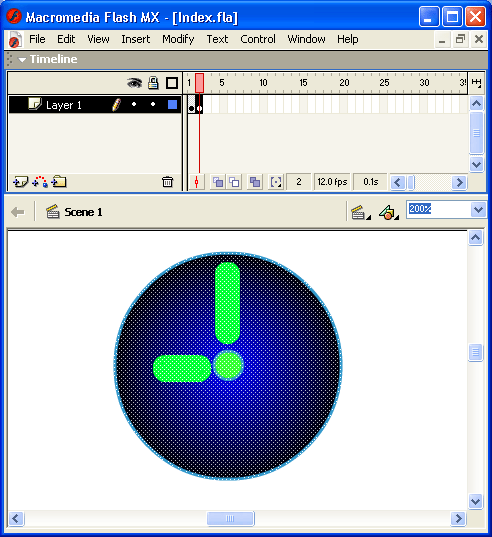 Macromedia Flash MX - [Index.fla]
File Edit View Insert Modify Text Control Window Help
Timeline
1 5 10 15 20 25 30 35
Layer 1
2 12.0 fps 0.1s
Scene 1 200%